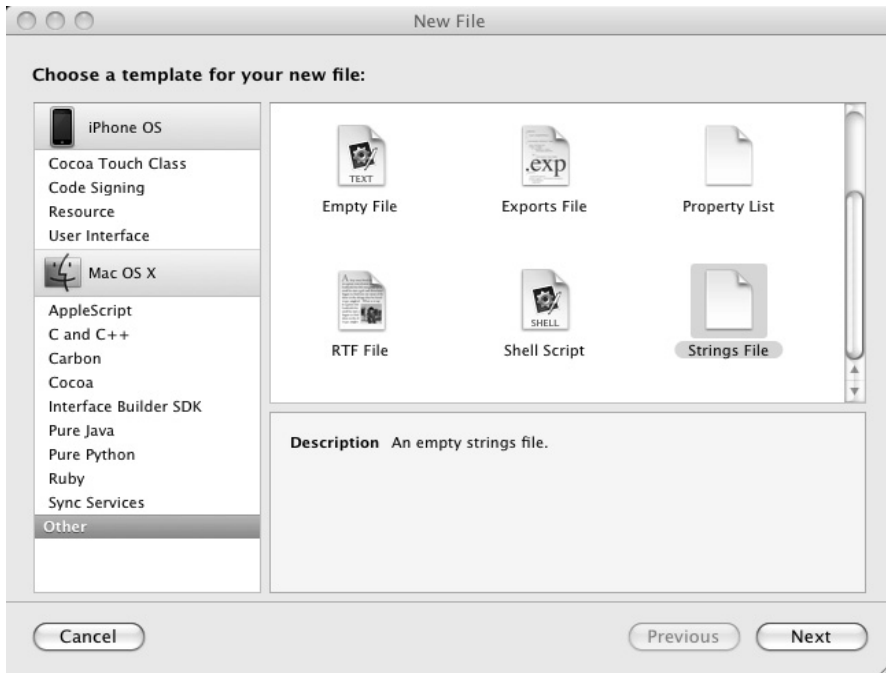 New File
Choose a template for your new file:
iPhone OS
Cocoa Touch Class
Code Signing
Resource
User Interface
Mac OS X
AppleScript
C and C++
Carbon
Cocoa
Interface Builder SDK
Pure Java
Pure Python
Ruby
Sync Services
Other
TEXT
Empty File
.exp
Exports File
Property List
RTF File
SHELL
Shell Script
Strings File
Description An empty strings file.
Cancel
Previous
Next